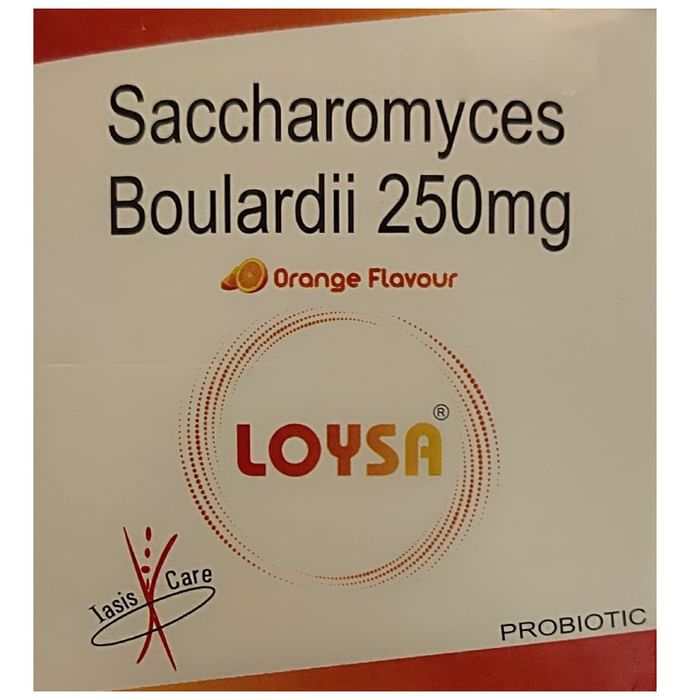 Saccharomyces
Boulardii 250mg
Orange Flavour
LOYSA®
Iasis Care
PROBIOTIC